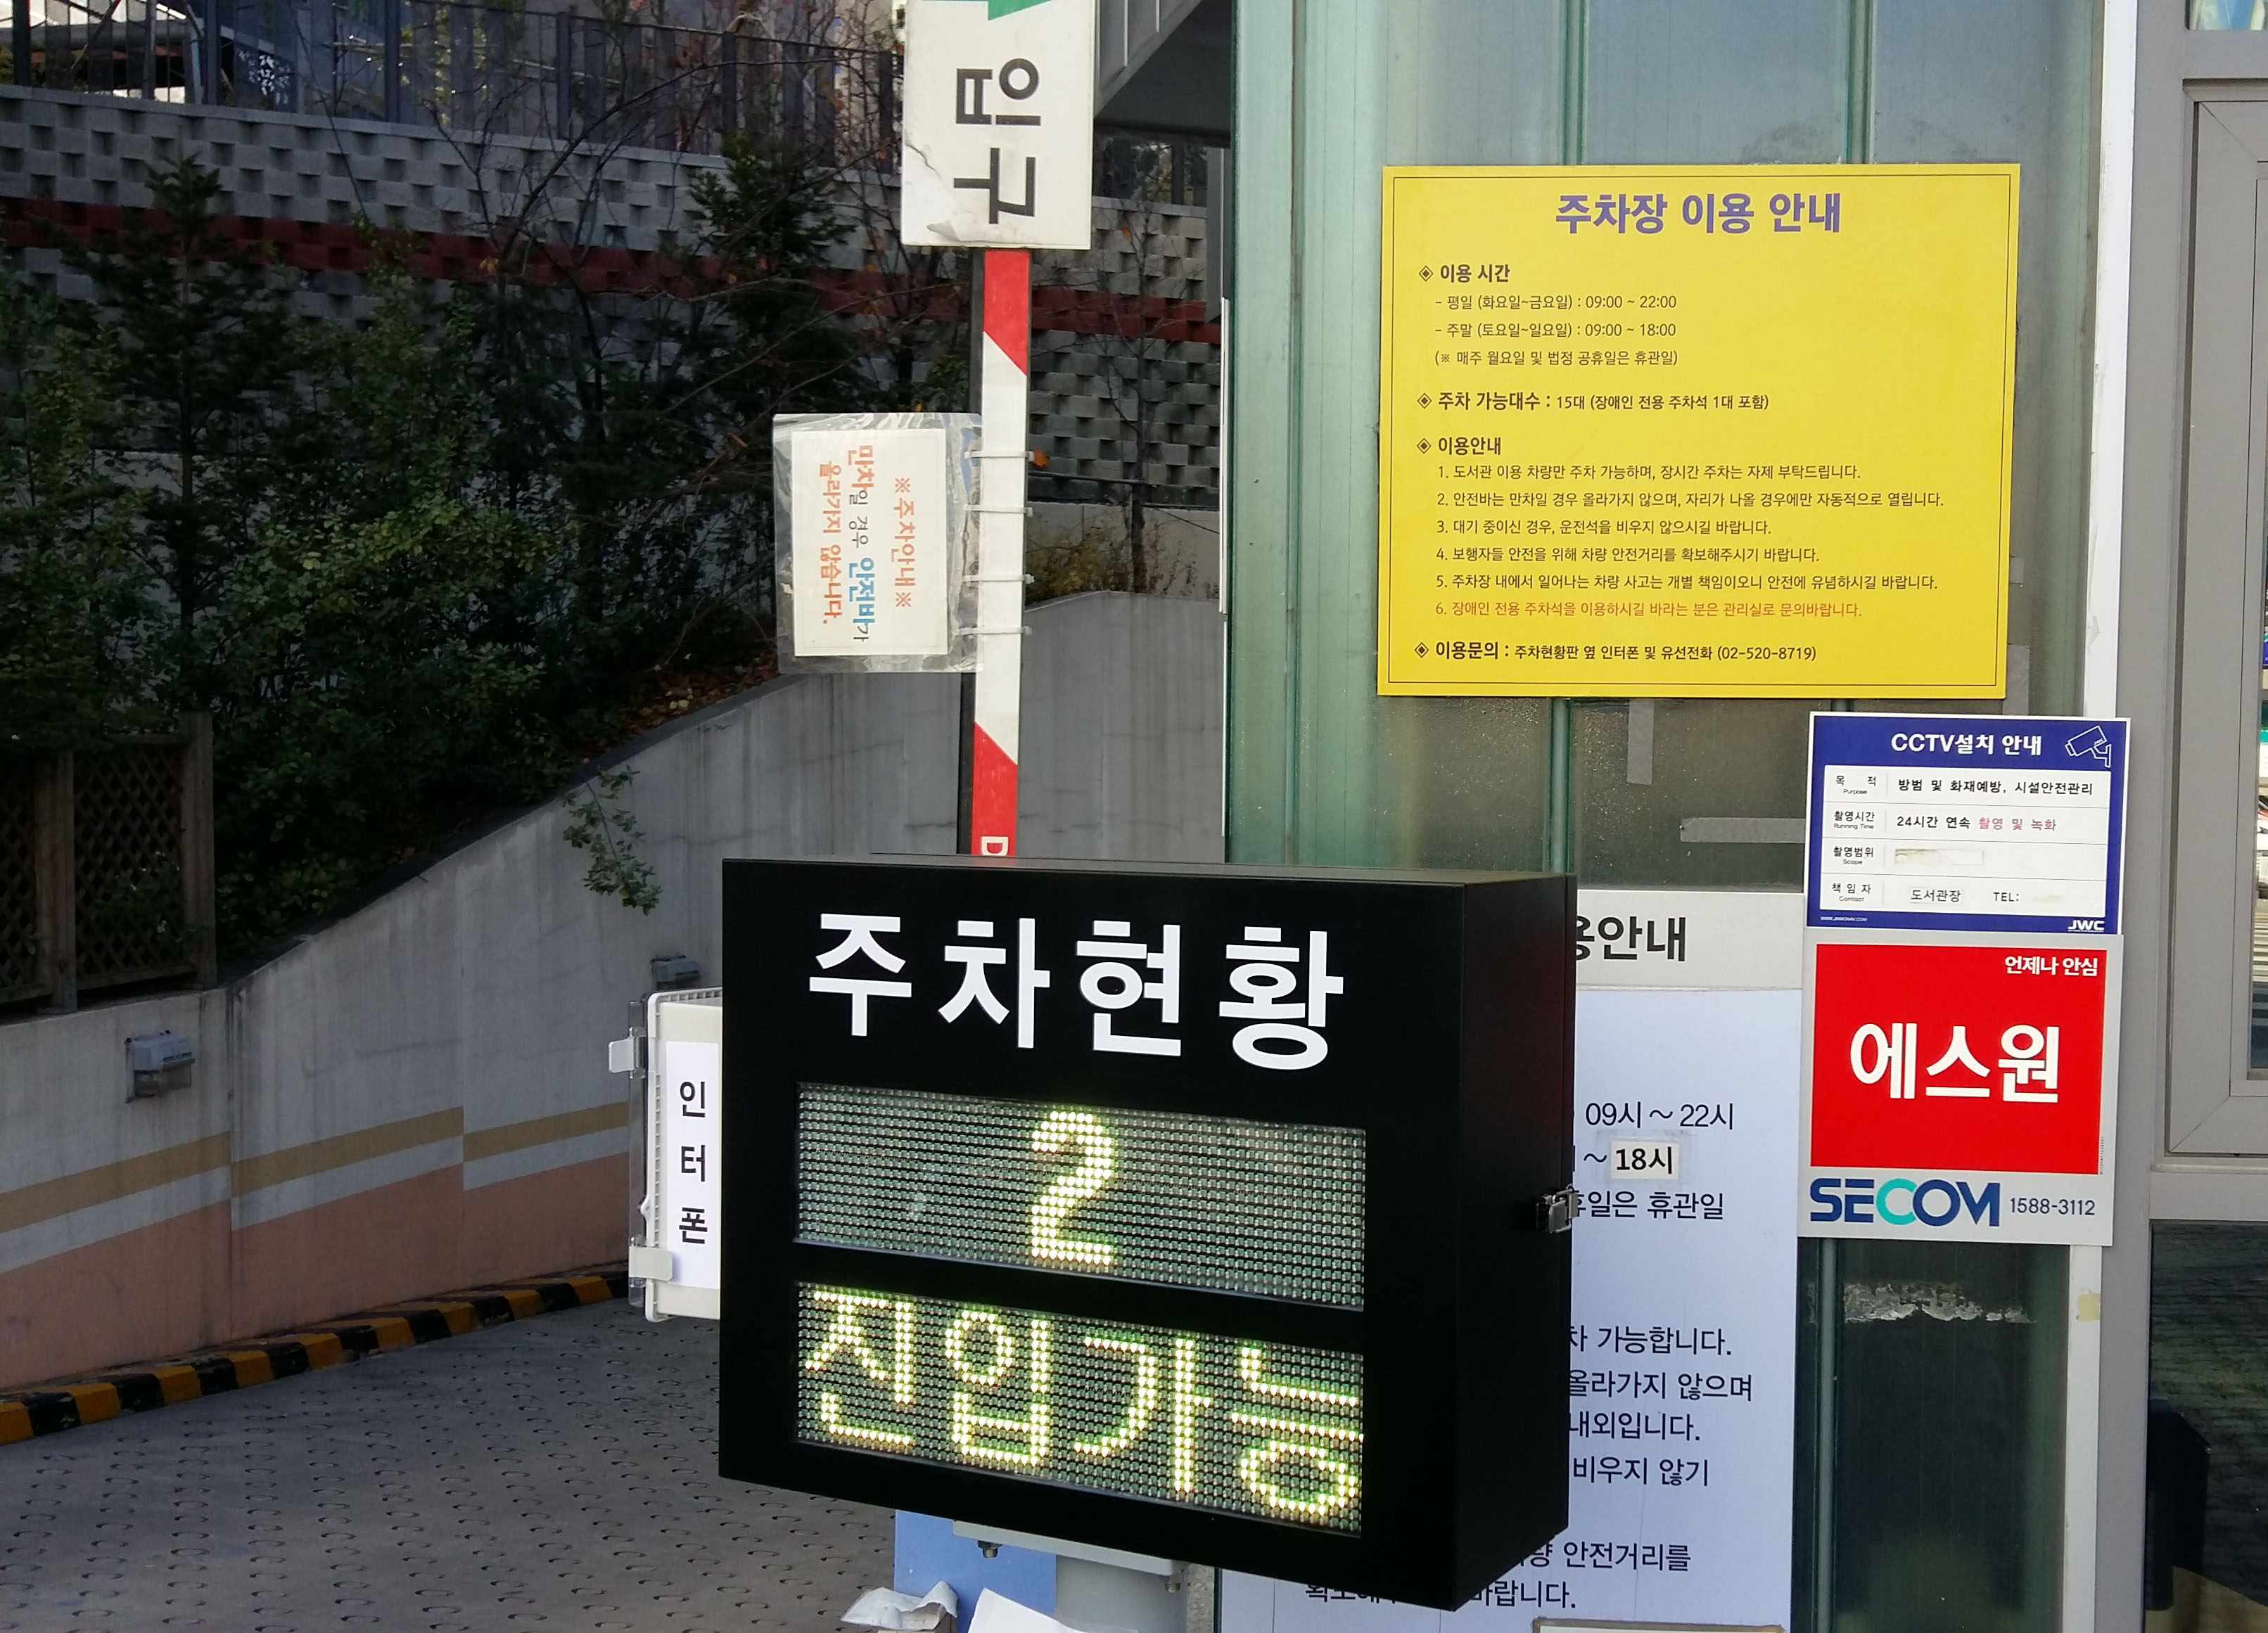 입구
※주차안내※
만차일 경우 안전바가
올라가지 않습니다.
주차장 이용 안내
◈ 이용 시간
- 평일 (화요일~금요일) : 09:00 ~ 22:00
- 주말 (토요일~일요일) : 09:00 ~ 18:00
(※ 매주 월요일 및 법정 공휴일은 휴관일)
◈ 주차 가능대수 : 15대 (장애인 전용 주차석 1대 포함)
◈ 이용안내
1. 도서관 이용 차량만 주차 가능하며, 장시간 주차는 자제 부탁드립니다.
2. 안전바는 만차일 경우 올라가지 않으며, 자리가 나올 경우에만 자동적으로 열립니다.
3. 대기 중이신 경우, 운전석을 비우지 않으시길 바랍니다.
4. 보행자들 안전을 위해 차량 안전거리를 확보해주시기 바랍니다.
5. 주차장 내에서 일어나는 차량 사고는 개별 책임이오니 안전에 유념하시길 바랍니다.
6. 장애인 전용 주차석을 이용하시길 바라는 분은 관리실로 문의바랍니다.
◈ 이용문의 : 주차현황판 옆 인터폰 및 유선전화 (02-520-8719)
CCTV설치 안내
목 적 방범 및 화재예방, 시설안전관리
Purpose
촬영시간 24시간 연속 촬영 및 녹화
Running Time
촬영범위
Scope
책 임 자 도서관장 TEL:
Contact
JWC
언제나 안심
에스원
SECOM 1588-3112
주차현황
2
진입가능
인터폰
용안내
09시 ~ 22시
~ 18시
휴일은 휴관일
차 가능합니다.
올라가지 않으며
내외입니다.
비우지 않기
량 안전거리를
바랍니다.